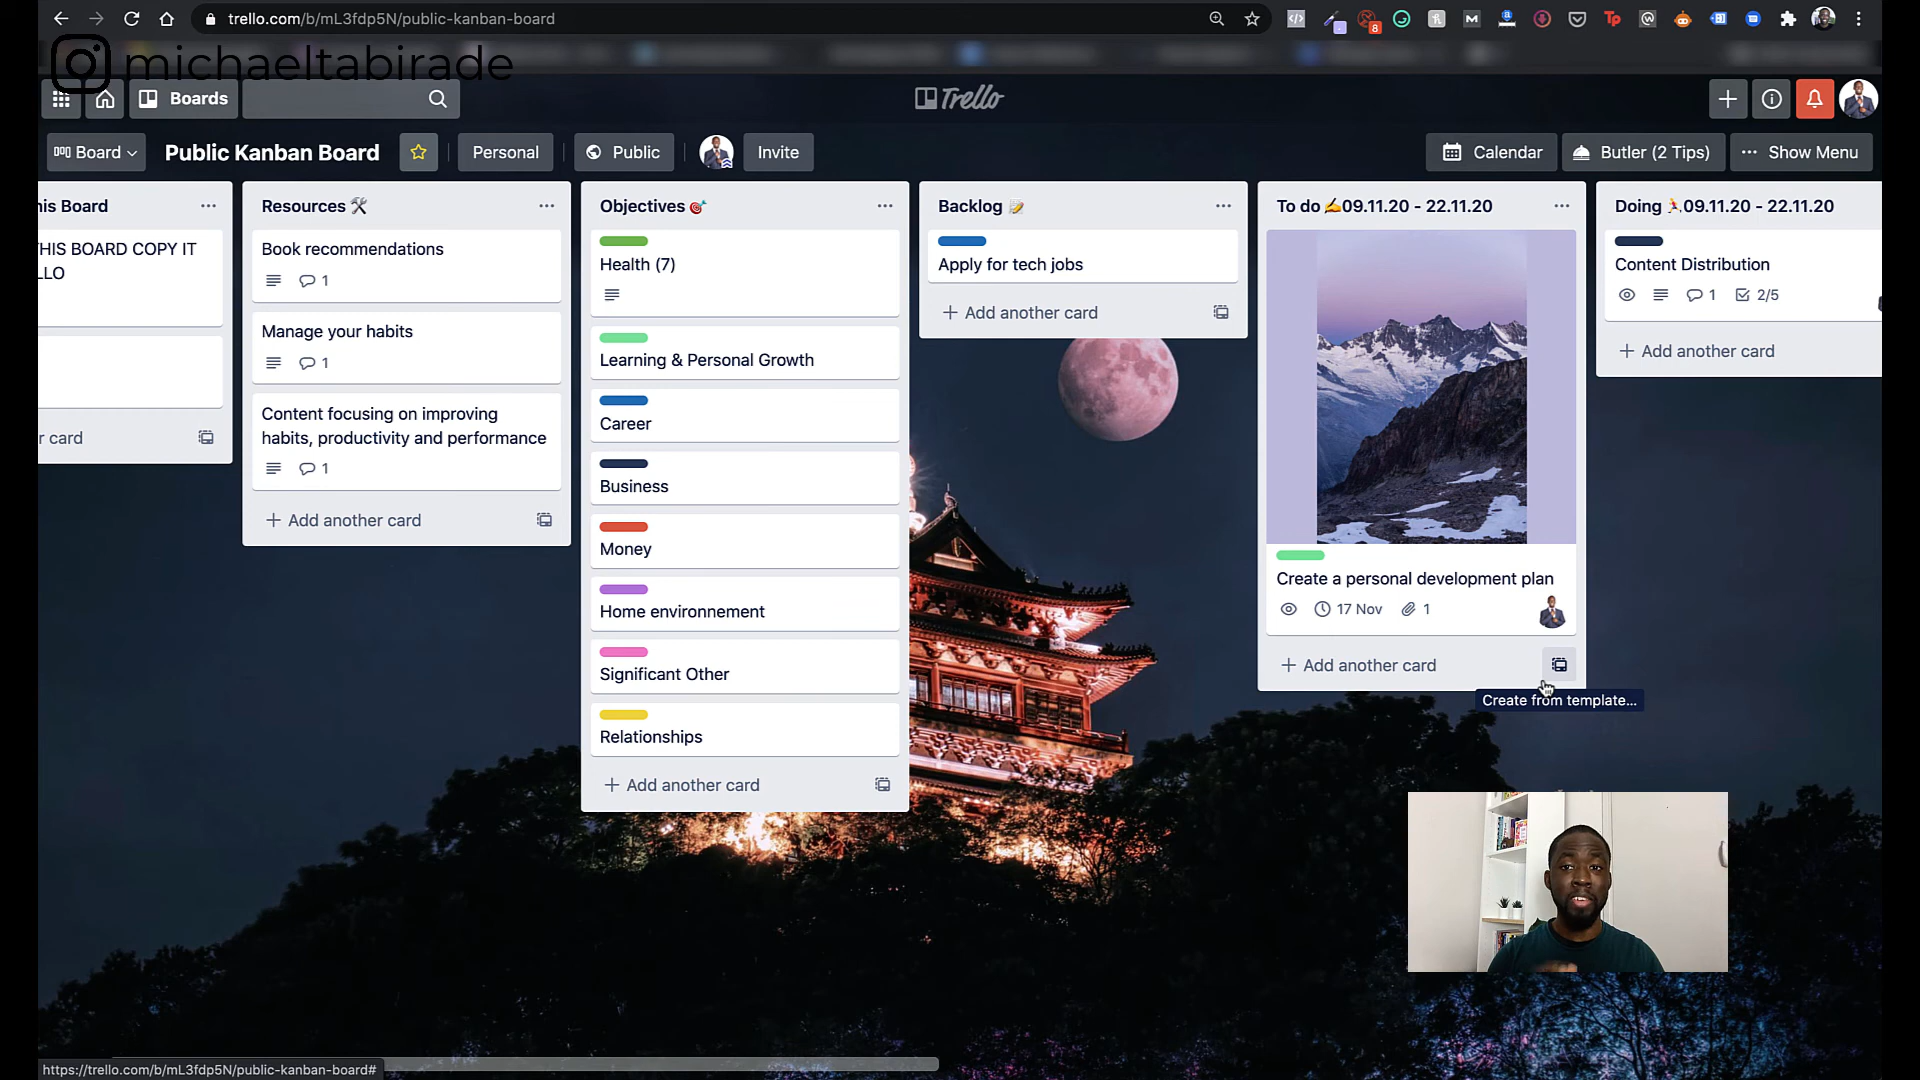 trello.com/b/mL3fdp5N/public-kanban-board
8
michaeltabirade
Boards
Trello
Board
Public Kanban Board
Personal
Public
Invite
Calendar
Butler (2 Tips)
Show Menu
his Board
THIS BOARD COPY IT
LLO
r card
Resources
Book recommendations
1
Manage your habits
1
Content focusing on improving
habits, productivity and performance
1
Add another card
Objectives
Health (7)
Learning & Personal Growth
Career
Business
Money
Home environnement
Significant Other
Relationships
Add another card
Backlog
Apply for tech jobs
Add another card
To do 09.11.20 - 22.11.20
Create a personal development plan
17 Nov 1
Add another card
Create from template...
Doing 09.11.20 - 22.11.20
Content Distribution
1 2/5
Add another card
https://trello.com/b/mL3fdp5N/public-kanban-board#